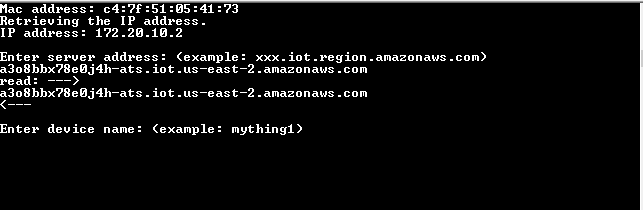 Mac address: c4:7f:51:05:41:73
Retrieving the IP address.
IP address: 172.20.10.2
Enter server address: (example: xxx.iot.region.amazonaws.com)
a3o8bbx78e0j4h-ats.iot.us-east-2.amazonaws.com
read: --->
a3o8bbx78e0j4h-ats.iot.us-east-2.amazonaws.com
<---
Enter device name: (example: mything1)